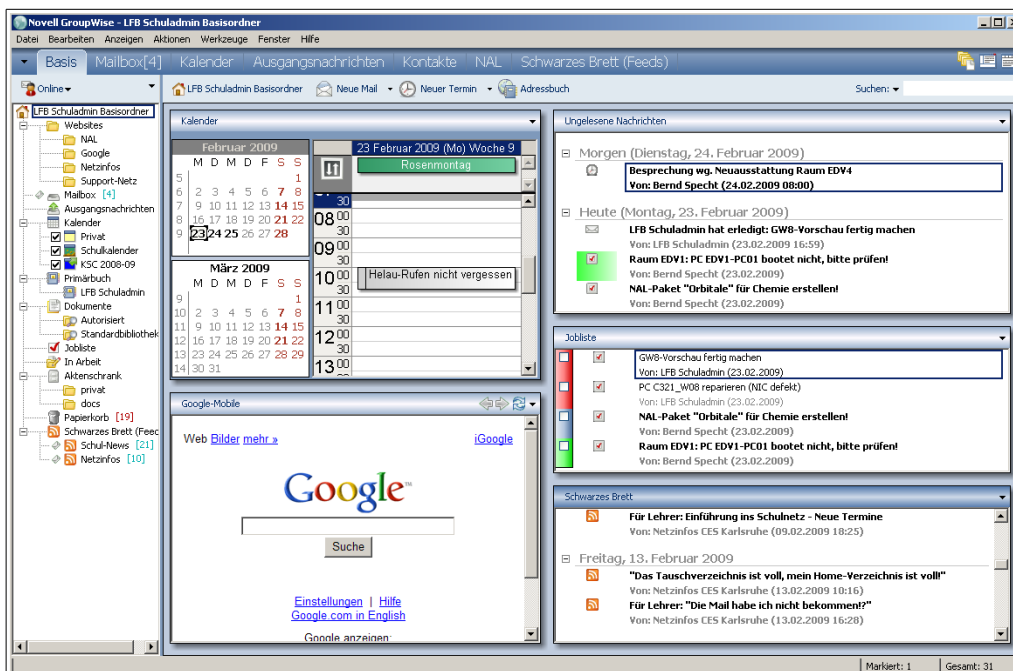 Novell GroupWise - LFB Schuladmin Basisordner
Datei Bearbeiten Anzeigen Aktionen Werkzeuge Fenster Hilfe
Basis Mailbox[4] Kalender Ausgangsnachrichten Kontakte NAL Schwarzes Brett (Feeds)
Online
LFB Schuladmin Basisordner Neue Mail Neuer Termin Adressbuch Suchen:
LFB Schuladmin Basisordner
Websites
NAL
Google
Netzinfos
Support-Netz
Mailbox [4]
Ausgangsnachrichten
Kalender
Privat
Schulkalender
KSC 2008-09
Primärbuch
LFB Schuladmin
Dokumente
Autorisiert
Standardbibliothek
Jobliste
In Arbeit
Aktenschrank
privat
docs
Papierkorb [19]
Schwarzes Brett (Feed
Schul-News [21]
Netzinfos [10]
Kalender
Februar 2009
M D M D F S S
5 1
6 2 3 4 5 6 7 8
7 9 10 11 12 13 14 15
8 16 17 18 19 20 21 22
9 23 24 25 26 27 28
März 2009
M D M D F S S
9 1
10 2 3 4 5 6 7 8
11 9 10 11 12 13 14 15
12 16 17 18 19 20 21 22
13 23 24 25 26 27 28 29
14 30 31
23 Februar 2009 (Mo) Woche 9
Rosenmontag
30
08 00
30
09 00
30
10 00 Helau-Rufen nicht vergessen
30
11 00
30
12 00
30
13 00
Google-Mobile
Web Bilder mehr » iGoogle
Google™
Suche
Einstellungen | Hilfe
Google.com in English
Google anzeigen:
Ungelesene Nachrichten
Morgen (Dienstag, 24. Februar 2009)
Besprechung wg. Neuausstattung Raum EDV4
Von: Bernd Specht (24.02.2009 08:00)
Heute (Montag, 23. Februar 2009)
LFB Schuladmin hat erledigt: GW8-Vorschau fertig machen
Von: LFB Schuladmin (23.02.2009 16:59)
Raum EDV1: PC EDV1-PC01 bootet nicht, bitte prüfen!
Von: Bernd Specht (23.02.2009)
NAL-Paket "Orbitale" für Chemie erstellen!
Von: Bernd Specht (23.02.2009)
Jobliste
GW8-Vorschau fertig machen
Von: LFB Schuladmin (23.02.2009)
PC C321_W08 reparieren (NIC defekt)
Von: LFB Schuladmin (23.02.2009)
NAL-Paket "Orbitale" für Chemie erstellen!
Von: Bernd Specht (23.02.2009)
Raum EDV1: PC EDV1-PC01 bootet nicht, bitte prüfen!
Von: Bernd Specht (23.02.2009)
Schwarzes Brett
Für Lehrer: Einführung ins Schulnetz - Neue Termine
Von: Netzinfos CES Karlsruhe (09.02.2009 18:25)
Freitag, 13. Februar 2009
"Das Tauschverzeichnis ist voll, mein Home-Verzeichnis ist voll!"
Von: Netzinfos CES Karlsruhe (13.02.2009 10:16)
Für Lehrer: "Die Mail habe ich nicht bekommen!?"
Von: Netzinfos CES Karlsruhe (13.02.2009 16:28)
Markiert: 1 Gesamt: 31